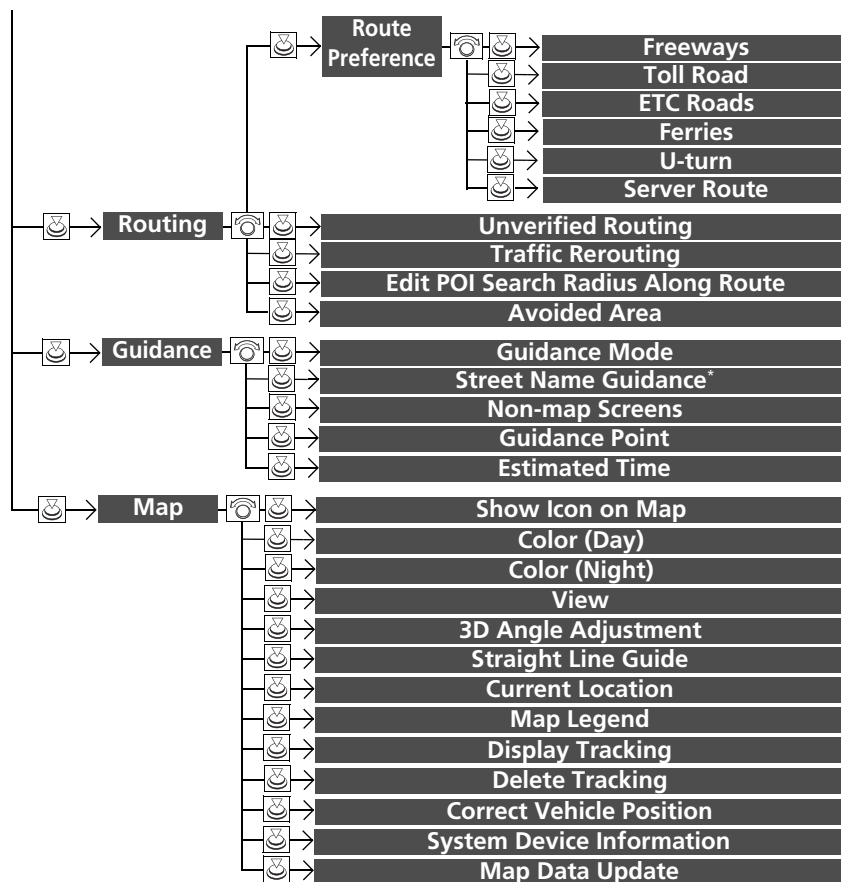 Route
Preference
Freeways
Toll Road
ETC Roads
Ferries
U-turn
Server Route
Routing
Unverified Routing
Traffic Rerouting
Edit POI Search Radius Along Route
Avoided Area
Guidance
Guidance Mode
Street Name Guidance*
Non-map Screens
Guidance Point
Estimated Time
Map
Show Icon on Map
Color (Day)
Color (Night)
View
3D Angle Adjustment
Straight Line Guide
Current Location
Map Legend
Display Tracking
Delete Tracking
Correct Vehicle Position
System Device Information
Map Data Update